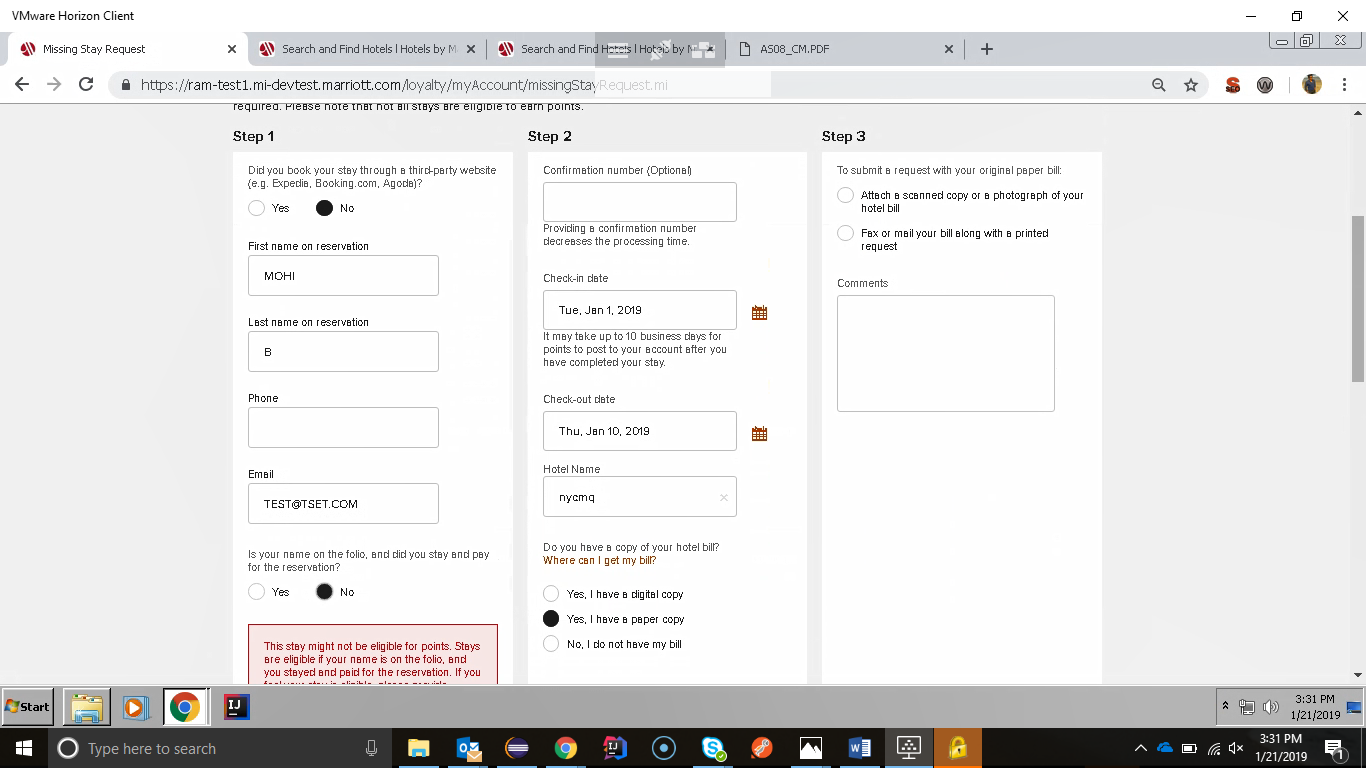 VMware Horizon Client
Missing Stay Request
Search and Find Hotels | Hotels by M
Search and Find Hotels | Hotels by M
AS08_CM.PDF
https://ram-test1.mi-devtest.marriott.com/loyalty/myAccount/missingStayRequest.mi
required. Please note that not all stays are eligible to earn points.
Step 1
Did you book your stay through a third-party website
(e.g. Expedia, Booking.com, Agoda)?
Yes
No
First name on reservation
MOHI
Last name on reservation
B
Phone
Email
TEST@TSET.COM
Is your name on the folio, and did you stay and pay
for the reservation?
Yes
No
This stay might not be eligible for points. Stays
are eligible if your name is on the folio, and
you stayed and paid for the reservation. If you
Step 2
Confirmation number (Optional)
Providing a confirmation number
decreases the processing time.
Check-in date
Tue, Jan 1, 2019
It may take up to 10 business days for
points to post to your account after you
have completed your stay.
Check-out date
Thu, Jan 10, 2019
Hotel Name
nycmq
Do you have a copy of your hotel bill?
Where can I get my bill?
Yes, I have a digital copy
Yes, I have a paper copy
No, I do not have my bill
Step 3
To submit a request with your original paper bill:
Attach a scanned copy or a photograph of your
hotel bill
Fax or mail your bill along with a printed
request
Comments
Start
3:31 PM
1/21/2019
Type here to search
3:31 PM
1/21/2019